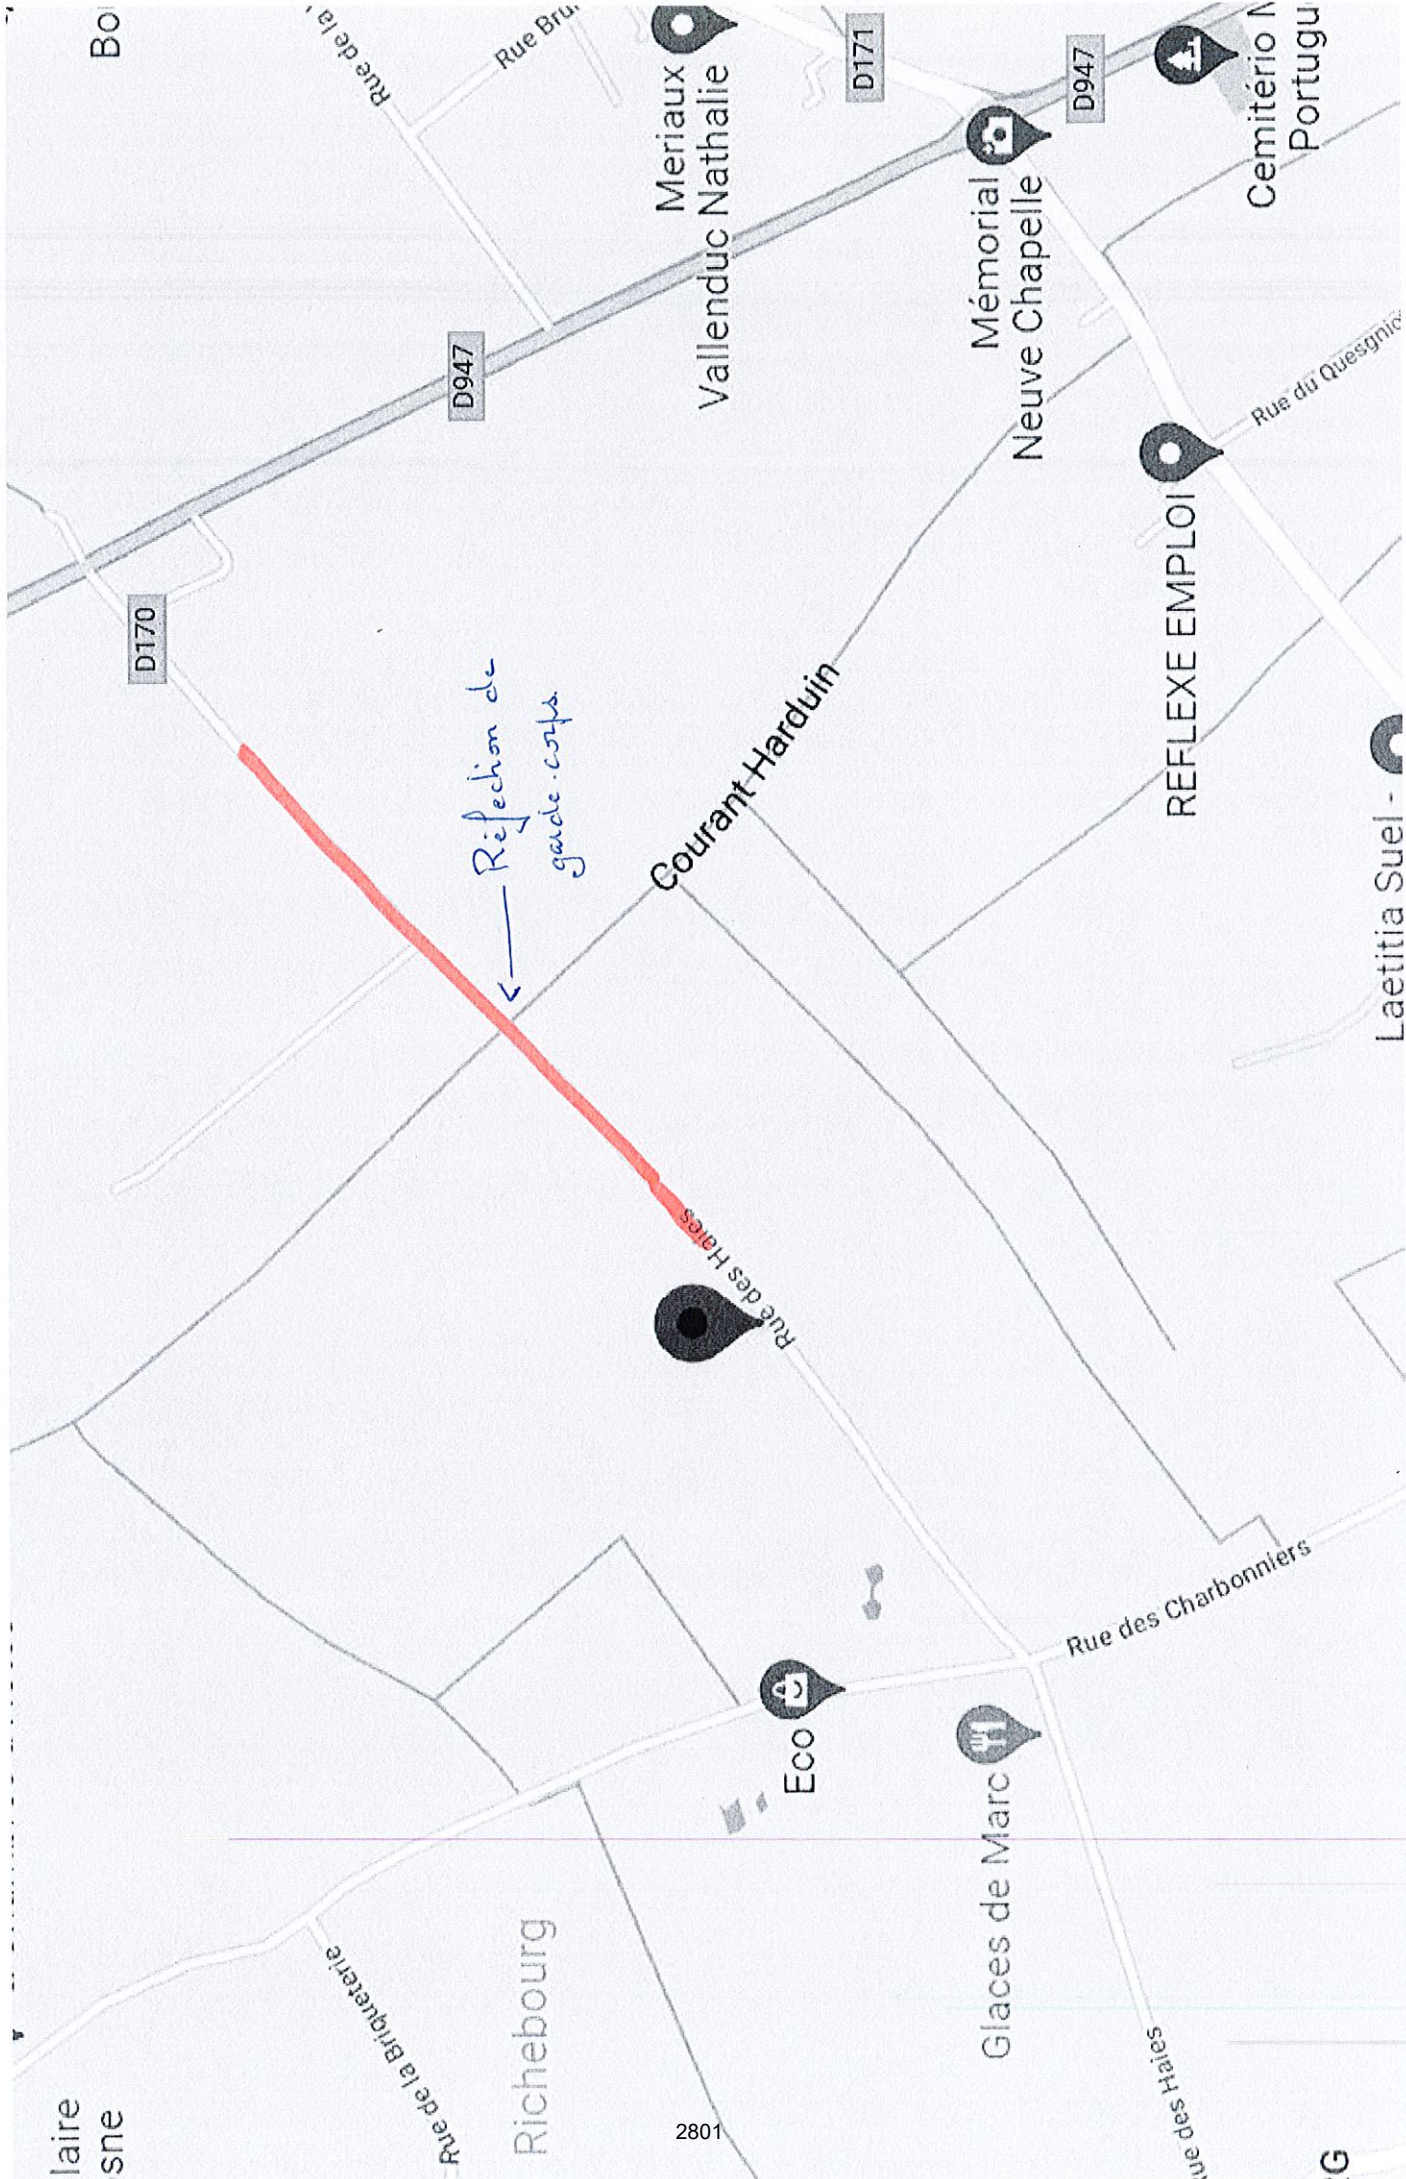 Rue de la
Rue Bru
Meriaux
Vallenduc Nathalie
D171
D947
Cemitério
Portugu
Mémorial
Neuve Chapelle
D947
Rue du Quesgnio
D170
REFLEXE EMPLOI
Réfection de
garde-corps.
Courant Harduin
Laetitia Suel -
Rue des Haies
Rue des Charbonniers
Eco
Glaces de Marc
Rue de la Briqueterie
Richebourg
ue des Haies
laire
sne
G
2801